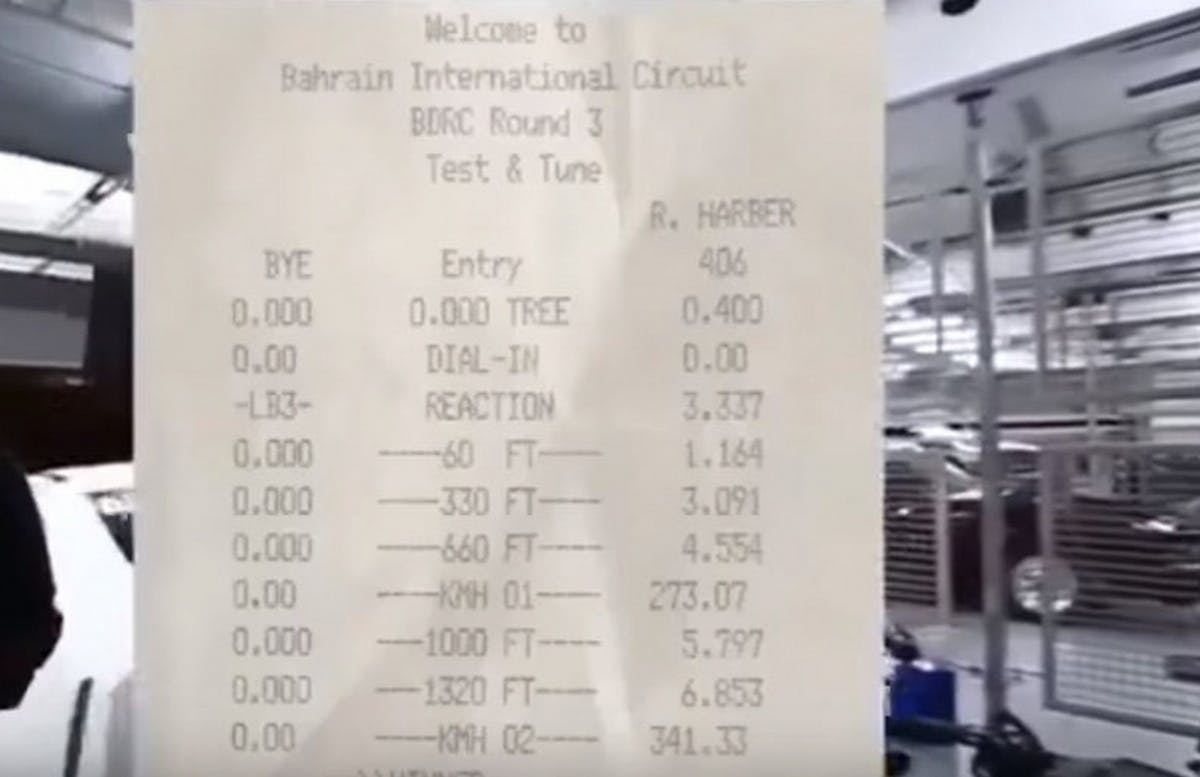 Welcome to
Bahrain International Circuit
BDRC Round 3
Test & Tune
R. HARBER
BYE Entry 406
0.000 0.000 TREE 0.400
0.00 DIAL-IN 0.00
-LB3- REACTION 3.337
0.000 ----60 FT---- 1.164
0.000 ----330 FT---- 3.091
0.000 ----660 FT---- 4.554
0.00 ----KMH 01---- 273.07
0.000 ---1000 FT---- 5.797
0.000 ---1320 FT---- 6.853
0.00 ----KMH 02---- 341.33